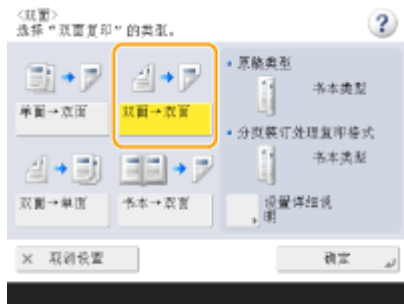 <双面>
选择“双面复印”的类型。
?
单面→双面
双面→双面
双面→单面
书本→双面
原稿类型
书本类型
分页装订处理复印格式
书本类型
设置详细说
明
× 取消设置
确定